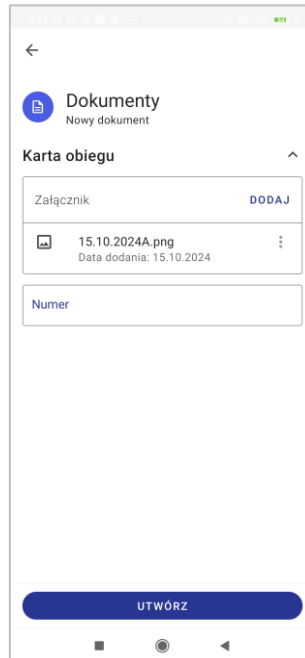 Dokumenty
Nowy dokument
Karta obiegu
Załącznik
DODAJ
15.10.2024A.png
Data dodania: 15.10.2024
Numer
UTWÓRZ